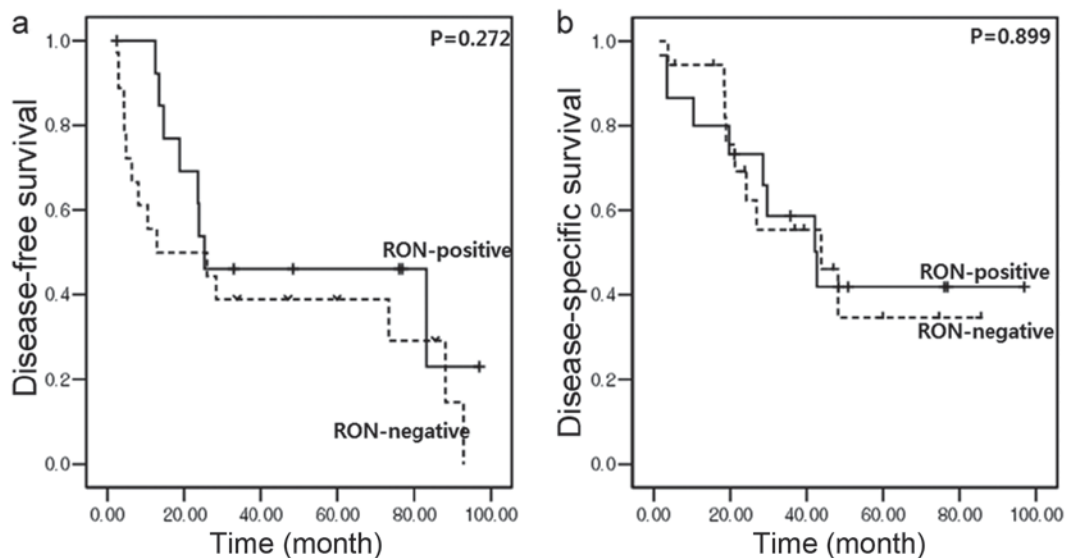 a
P=0.272
Disease-free survival
1.0
0.8
0.6
0.4
0.2
0.0
RON-positive
RON-negative
0.00 20.00 40.00 60.00 80.00 100.00
Time (month)
b
P=0.899
Disease-specific survival
1.0
0.8
0.6
0.4
0.2
0.0
RON-positive
RON-negative
0.00 20.00 40.00 60.00 80.00 100.00
Time (month)